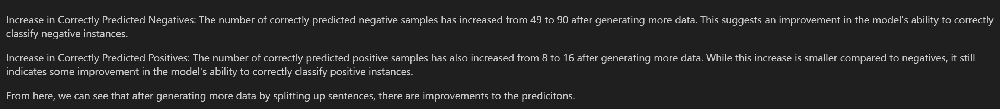 Increase in Correctly Predicted Negatives: The number of correctly predicted negative samples has increased from 49 to 90 after generating more data. This suggests an improvement in the model's ability to correctly
classify negative instances.
Increase in Correctly Predicted Positives: The number of correctly predicted positive samples has also increased from 8 to 16 after generating more data. While this increase is smaller compared to negatives, it still
indicates some improvement in the model's ability to correctly classify positive instances.
From here, we can see that after generating more data by splitting up sentences, there are improvements to the predicitons.